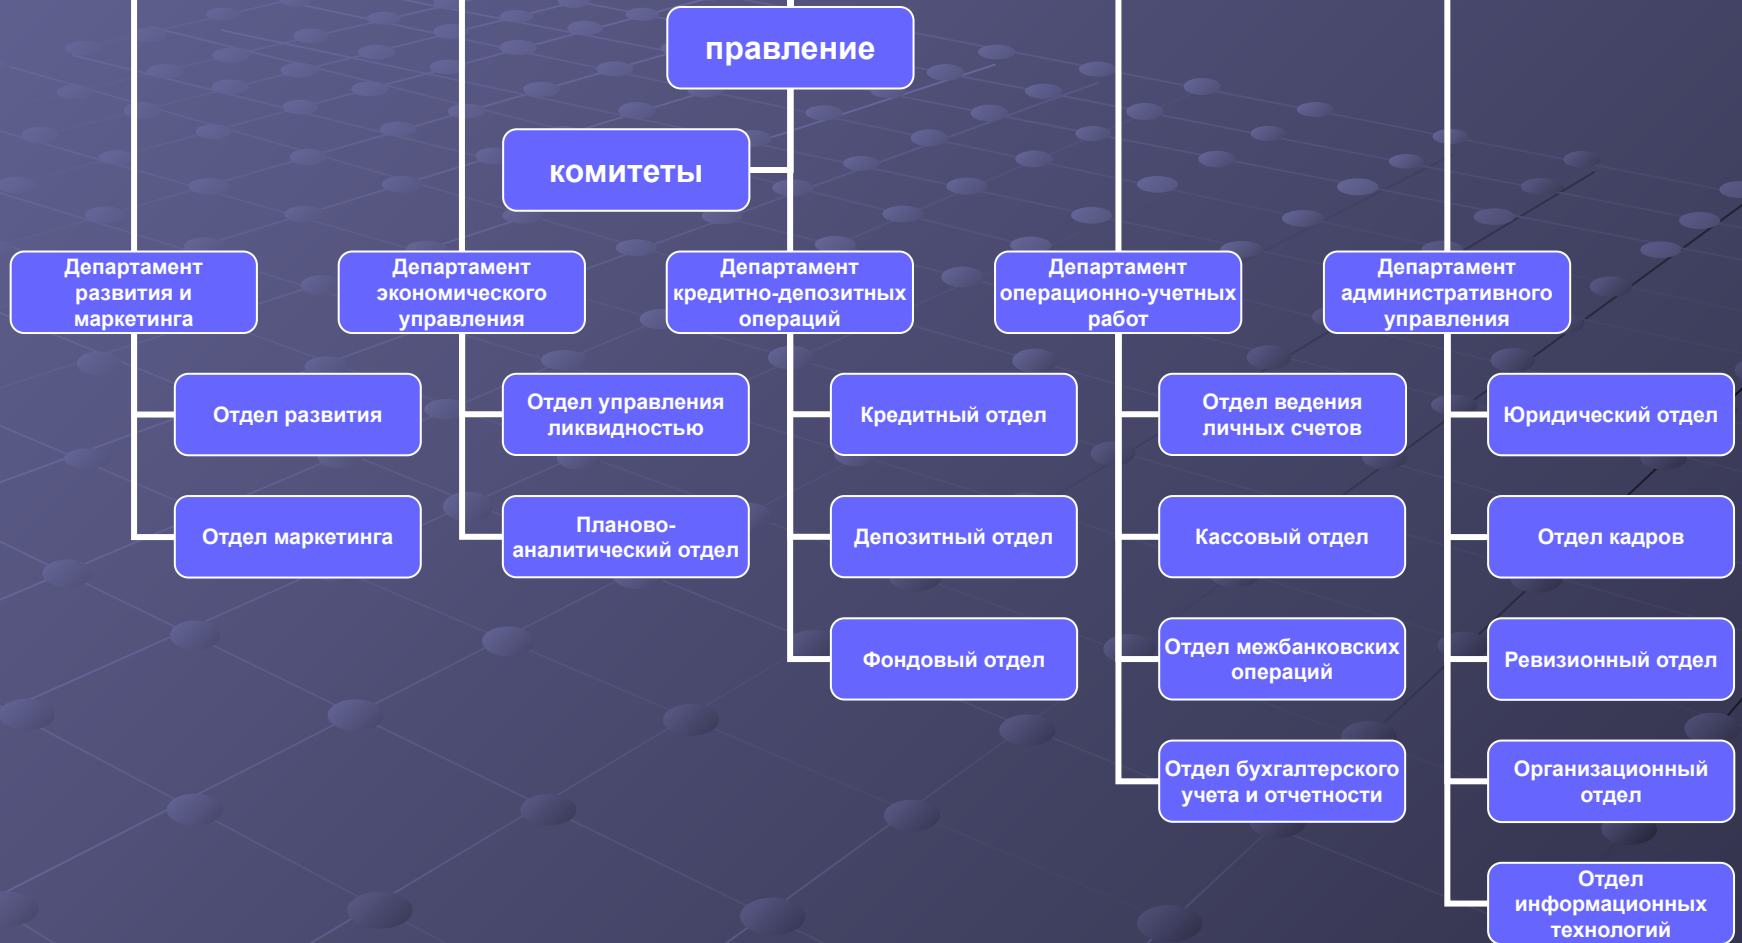 правление
комитеты
Департамент
развития и
маркетинга
Департамент
экономического
управления
Департамент
кредитно-депозитных
операций
Департамент
операционно-учетных
работ
Департамент
административного
управления
Отдел развития
Отдел управления
ликвидностью
Кредитный отдел
Отдел ведения
личных счетов
Юридический отдел
Отдел маркетинга
Планово-
аналитический отдел
Депозитный отдел
Кассовый отдел
Отдел кадров
Фондовый отдел
Отдел межбанковских
операций
Ревизионный отдел
Отдел бухгалтерского
учета и отчетности
Организационный
отдел
Отдел
информационных
технологий